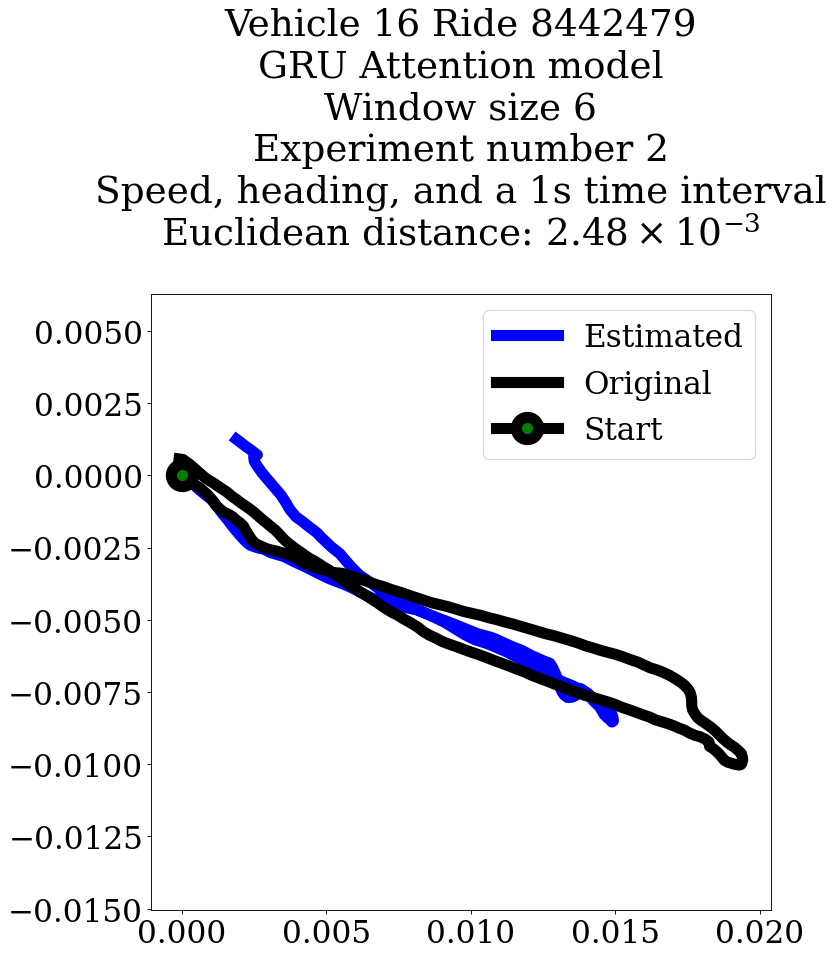 Vehicle 16 Ride 8442479
GRU Attention model
Window size 6
Experiment number 2
Speed, heading, and a 1s time interval
Euclidean distance: 2.48 × 10⁻³
Estimated
Original
Start
0.0050
0.0025
0.0000
−0.0025
−0.0050
−0.0075
−0.0100
−0.0125
−0.0150
0.000 0.005 0.010 0.015 0.020